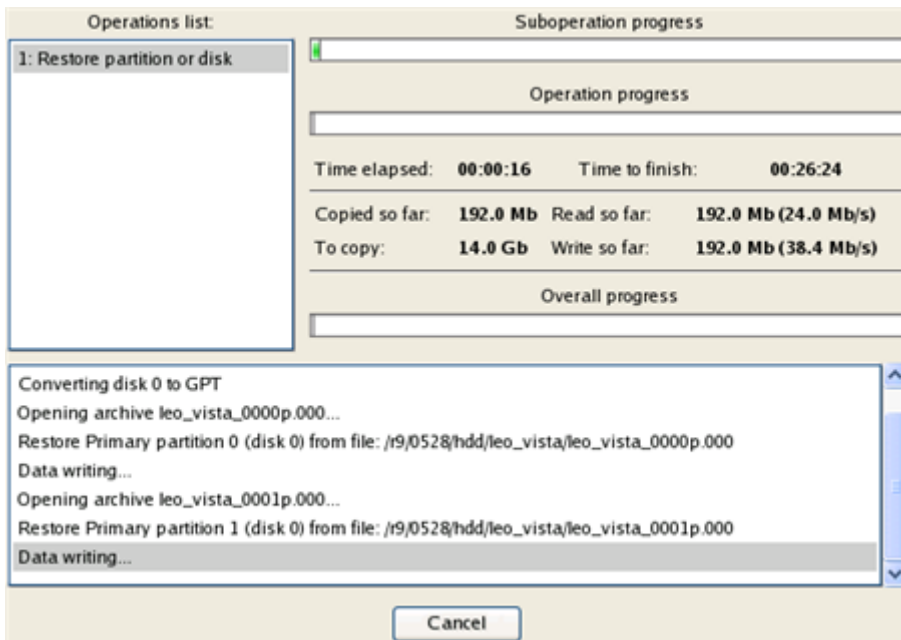 Operations list:
1: Restore partition or disk
Suboperation progress
Operation progress
Time elapsed: 00:00:16 Time to finish: 00:26:24
Copied so far: 192.0 Mb Read so far: 192.0 Mb (24.0 Mb/s)
To copy: 14.0 Gb Write so far: 192.0 Mb (38.4 Mb/s)
Overall progress
Converting disk 0 to GPT
Opening archive leo_vista_0000p.000...
Restore Primary partition 0 (disk 0) from file: /r9/0528/hdd/leo_vista/leo_vista_0000p.000
Data writing...
Opening archive leo_vista_0001p.000...
Restore Primary partition 1 (disk 0) from file: /r9/0528/hdd/leo_vista/leo_vista_0001p.000
Data writing...
Cancel